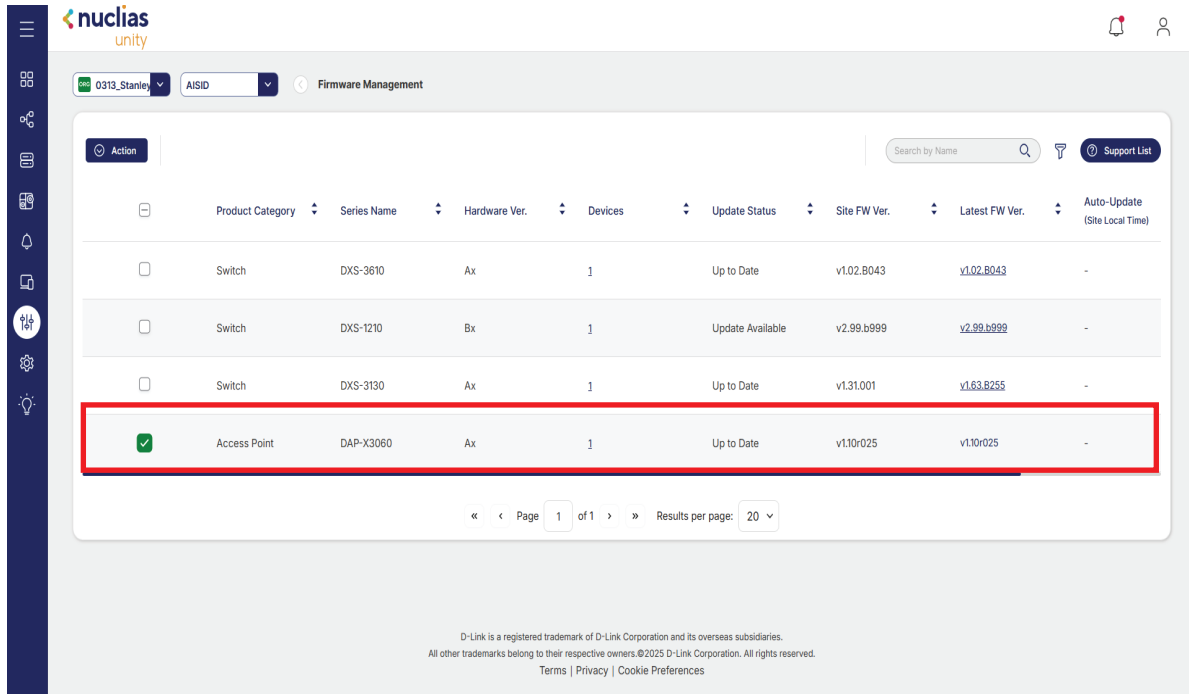 nuclias
unity
ORG 0313_Stanley AISID Firmware Management
Action Search by Name Support List
Product Category Series Name Hardware Ver. Devices Update Status Site FW Ver. Latest FW Ver. Auto-Update
(Site Local Time)
Switch DXS-3610 Ax 1 Up to Date v1.02.B043 v1.02.B043 -
Switch DXS-1210 Bx 1 Update Available v2.99.b999 v2.99.b999 -
Switch DXS-3130 Ax 1 Up to Date v1.31.001 v1.63.B255 -
Access Point DAP-X3060 Ax 1 Up to Date v1.10r025 v1.10r025 -
« ‹ Page 1 of 1 › » Results per page: 20
D-Link is a registered trademark of D-Link Corporation and its overseas subsidiaries.
All other trademarks belong to their respective owners.©2025 D-Link Corporation. All rights reserved.
Terms | Privacy | Cookie Preferences